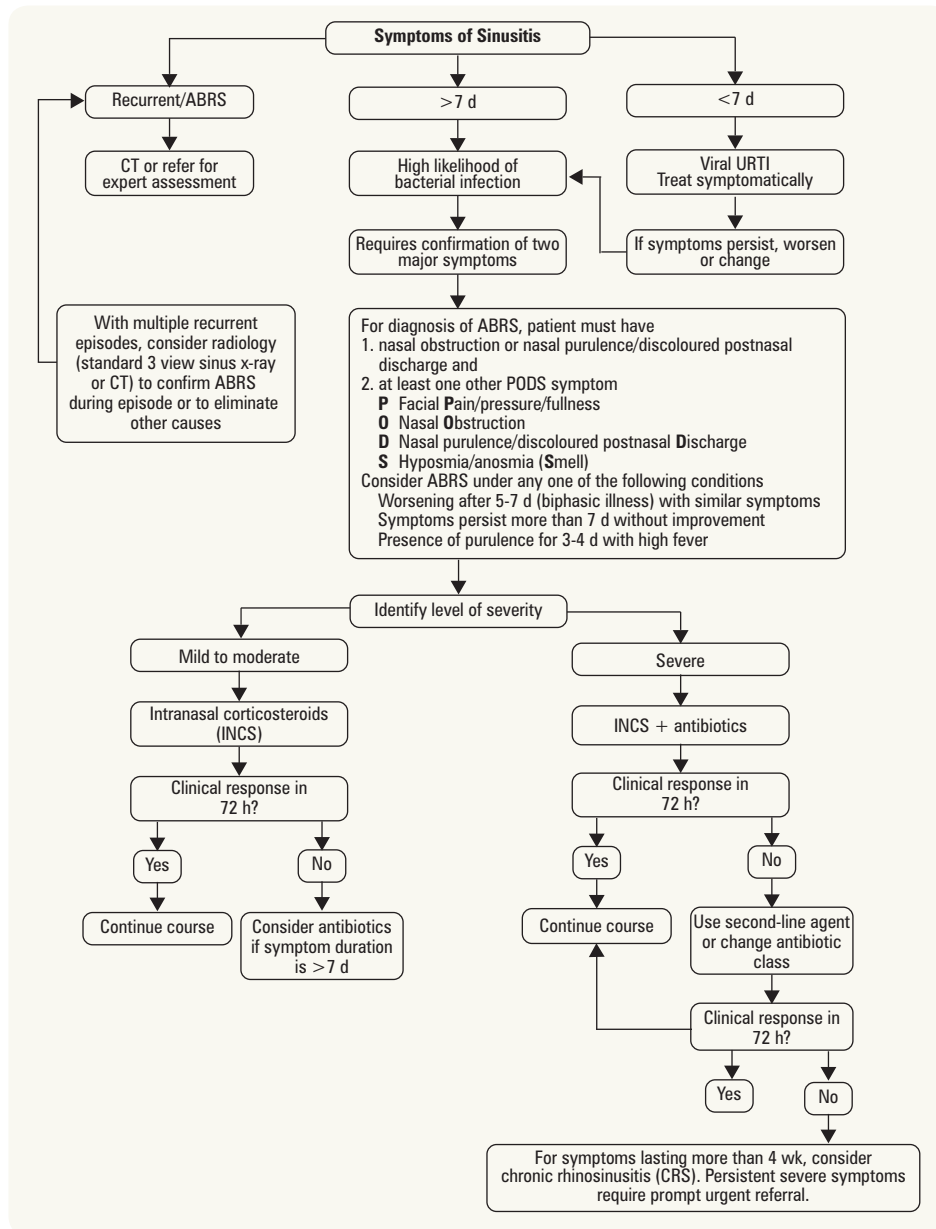 Symptoms of Sinusitis
Recurrent/ABRS
>7 d
<7 d
CT or refer for
expert assessment
High likelihood of
bacterial infection
Viral URTI
Treat symptomatically
Requires confirmation of two
major symptoms
If symptoms persist, worsen
or change
With multiple recurrent
episodes, consider radiology
(standard 3 view sinus x-ray
or CT) to confirm ABRS
during episode or to eliminate
other causes
For diagnosis of ABRS, patient must have
1. nasal obstruction or nasal purulence/discoloured postnasal
discharge and
2. at least one other PODS symptom
P Facial Pain/pressure/fullness
O Nasal Obstruction
D Nasal purulence/discoloured postnasal Discharge
S Hyposmia/anosmia (Smell)
Consider ABRS under any one of the following conditions
Worsening after 5-7 d (biphasic illness) with similar symptoms
Symptoms persist more than 7 d without improvement
Presence of purulence for 3-4 d with high fever
Identify level of severity
Mild to moderate
Severe
Intranasal corticosteroids
(INCS)
INCS + antibiotics
Clinical response in
72 h?
Clinical response in
72 h?
Yes
No
Yes
No
Continue course
Consider antibiotics
if symptom duration
is >7 d
Continue course
Use second-line agent
or change antibiotic
class
Clinical response in
72 h?
Yes
No
For symptoms lasting more than 4 wk, consider
chronic rhinosinusitis (CRS). Persistent severe symptoms
require prompt urgent referral.